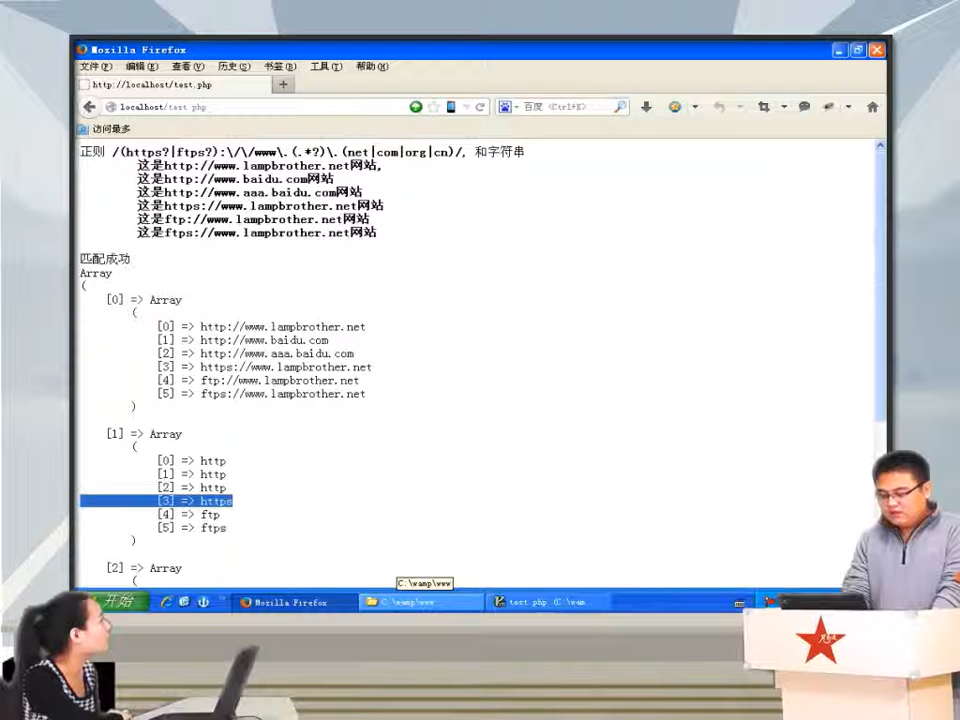 Mozilla Firefox
文件(F) 编辑(E) 查看(V) 历史(S) 书签(B) 工具(T) 帮助(H)
http://localhost/test.php
localhost/test.php
百度 <Ctrl+K>
访问最多
正则 /(https?|ftps?):\/\/www\.(.*?)\.(net|com|org|cn)/, 和字符串
这是http://www.lampbrother.net网站,
这是http://www.baidu.com网站
这是http://www.aaa.baidu.com网站
这是https://www.lampbrother.net网站
这是ftp://www.lampbrother.net网站
这是ftps://www.lampbrother.net网站
匹配成功
Array
(
[0] => Array
(
[0] => http://www.lampbrother.net
[1] => http://www.baidu.com
[2] => http://www.aaa.baidu.com
[3] => https://www.lampbrother.net
[4] => ftp://www.lampbrother.net
[5] => ftps://www.lampbrother.net
)
[1] => Array
(
[0] => http
[1] => http
[2] => http
[3] => https
[4] => ftp
[5] => ftps
)
[2] => Array
(
C:\wamp\www
开始 Mozilla Firefox C:\wamp\www test.php (C:\wam...